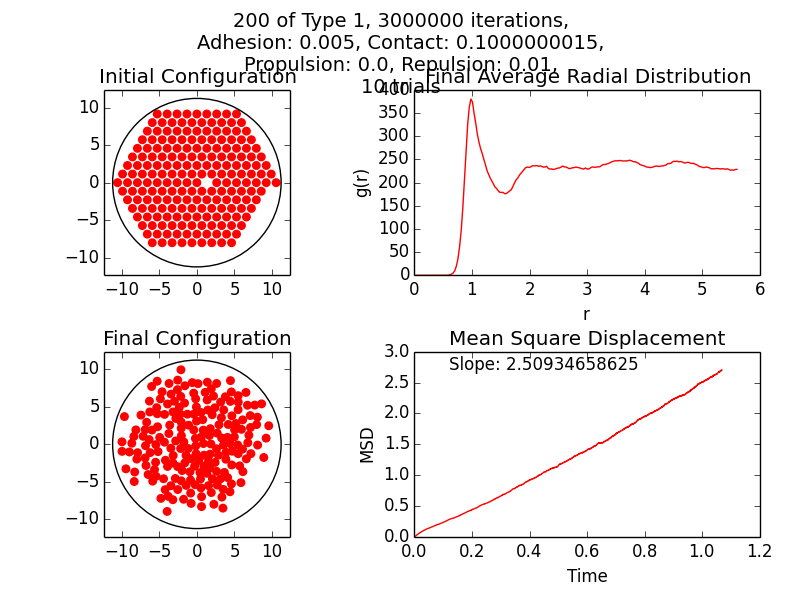 200 of Type 1, 3000000 iterations,
Adhesion: 0.005, Contact: 0.1000000015,
Propulsion: 0.0, Repulsion: 0.01,
10 trials
Initial Configuration
10
5
0
−5
−10
−10 −5 0 5 10
Final Average Radial Distribution
400
350
300
250
200
150
100
50
0
g(r)
0 1 2 3 4 5 6
r
Final Configuration
10
5
0
−5
−10
−10 −5 0 5 10
Mean Square Displacement
Slope: 2.50934658625
3.0
2.5
2.0
1.5
1.0
0.5
0.0
MSD
0.0 0.2 0.4 0.6 0.8 1.0 1.2
Time